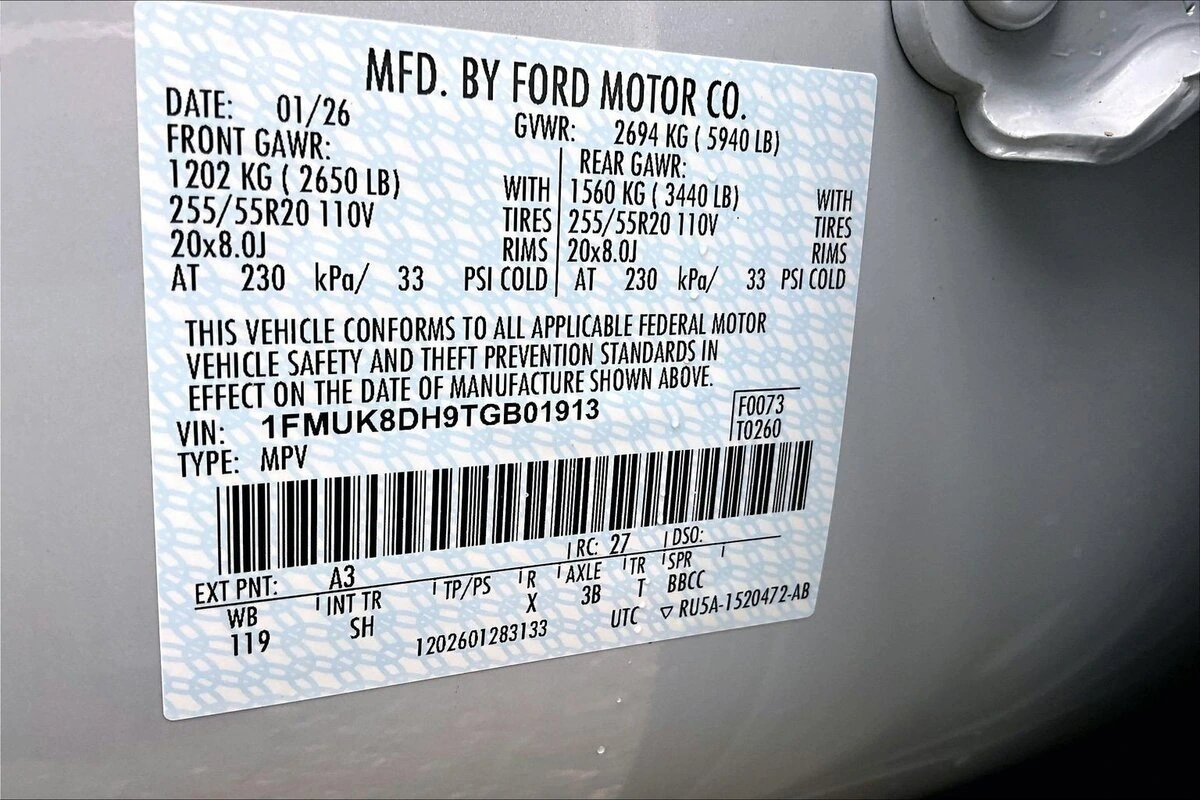 MFD. BY FORD MOTOR CO.
DATE: 01/26 GVWR: 2694 KG ( 5940 LB)
FRONT GAWR: REAR GAWR:
1202 KG ( 2650 LB) WITH 1560 KG ( 3440 LB) WITH
255/55R20 110V TIRES 255/55R20 110V TIRES
20x8.0J RIMS 20x8.0J RIMS
AT 230 kPa/ 33 PSI COLD AT 230 kPa/ 33 PSI COLD
THIS VEHICLE CONFORMS TO ALL APPLICABLE FEDERAL MOTOR
VEHICLE SAFETY AND THEFT PREVENTION STANDARDS IN
EFFECT ON THE DATE OF MANUFACTURE SHOWN ABOVE.
VIN: 1FMUK8DH9TGB01913 F0073
TYPE: MPV T0260
EXT PNT: A3 RC: 27 DSO:
WB INT TR TP/PS R AXLE TR SPR
119 SH X 3B T BBCC
1202601283133 UTC ▽ RU5A-1520472-AB